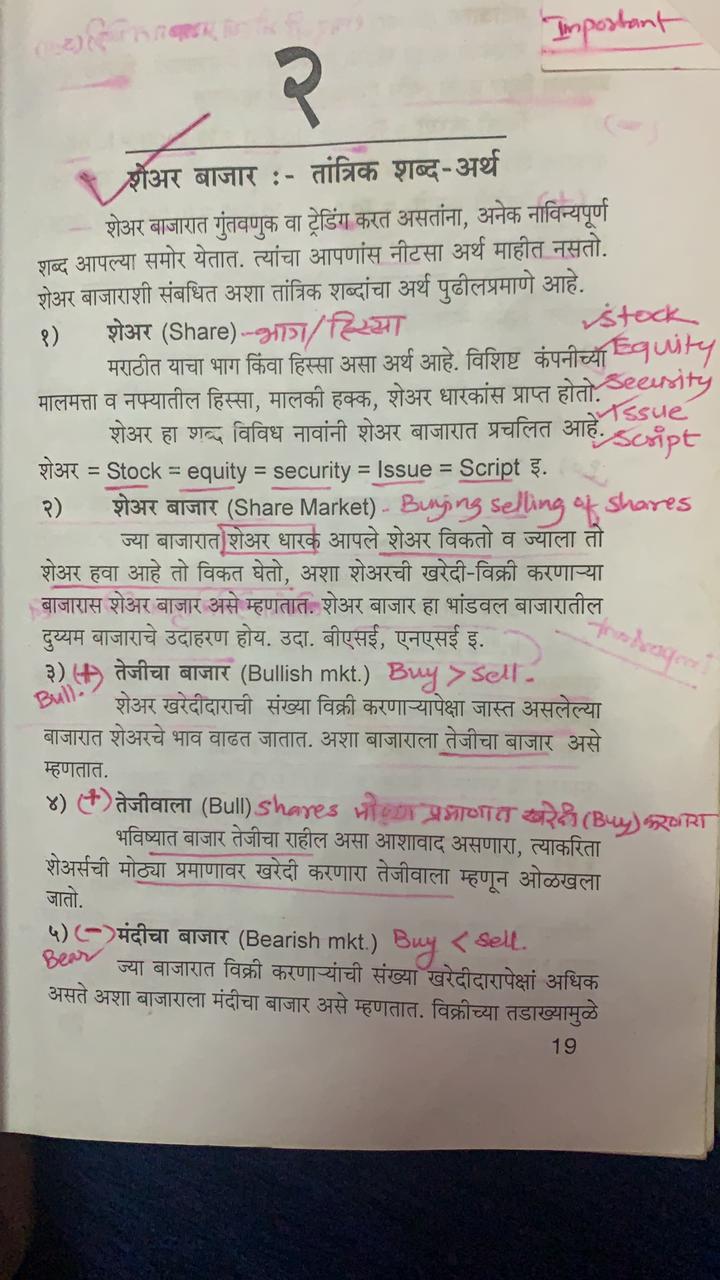 Important
२
शेअर बाजार :- तांत्रिक शब्द-अर्थ
शेअर बाजारात गुंतवणुक वा ट्रेडिंग करत असतांना, अनेक नाविन्यपूर्ण
शब्द आपल्या समोर येतात. त्यांचा आपणांस नीटसा अर्थ माहीत नसतो.
शेअर बाजाराशी संबधित अशा तांत्रिक शब्दांचा अर्थ पुढीलप्रमाणे आहे.
१) शेअर (Share) - भाग / हिस्सा
Stock
मराठीत याचा भाग किंवा हिस्सा असा अर्थ आहे. विशिष्ट कंपनीच्या
Equity
मालमत्ता व नफ्यातील हिस्सा, मालकी हक्क, शेअर धारकांस प्राप्त होतो.
Security
Issue
शेअर हा शब्द विविध नावांनी शेअर बाजारात प्रचलित आहे.
Script
शेअर = Stock = equity = security = Issue = Script इ.
२) शेअर बाजार (Share Market) - Buying selling of shares
ज्या बाजारात शेअर धारक आपले शेअर विकतो व ज्याला तो
शेअर हवा आहे तो विकत घेतो, अशा शेअरची खरेदी-विक्री करणाऱ्या
बाजारास शेअर बाजार असे म्हणतात. शेअर बाजार हा भांडवल बाजारातील
दुय्यम बाजाराचे उदाहरण होय. उदा. बीएसई, एनएसई इ.
३) (+) तेजीचा बाजार (Bullish mkt.) Buy > sell.
Bull.
शेअर खरेदीदाराची संख्या विक्री करणाऱ्यापेक्षा जास्त असलेल्या
बाजारात शेअरचे भाव वाढत जातात. अशा बाजाराला तेजीचा बाजार असे
म्हणतात.
४) (+) तेजीवाला (Bull) shares मोठ्या प्रमाणात खरेदी (Buy) करणारा
भविष्यात बाजार तेजीचा राहील असा आशावाद असणारा, त्याकरिता
शेअर्सची मोठ्या प्रमाणावर खरेदी करणारा तेजीवाला म्हणून ओळखला
जातो.
५) (-) मंदीचा बाजार (Bearish mkt.) Buy < sell.
Bear
ज्या बाजारात विक्री करणाऱ्यांची संख्या खरेदीदारापेक्षां अधिक
असते अशा बाजाराला मंदीचा बाजार असे म्हणतात. विक्रीच्या तडाख्यामुळे
19